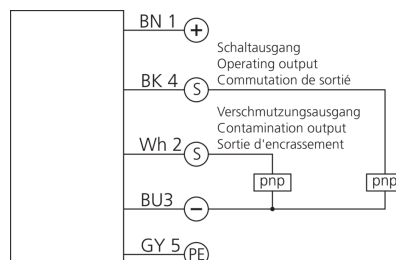 BN 1
+
Schaltausgang
Operating output
Commutation de sortié
BK 4
S
Verschmutzungsausgang
Contamination output
Sortie d'encrassement
Wh 2
S
pnp
pnp
BU3
−
GY 5
PE